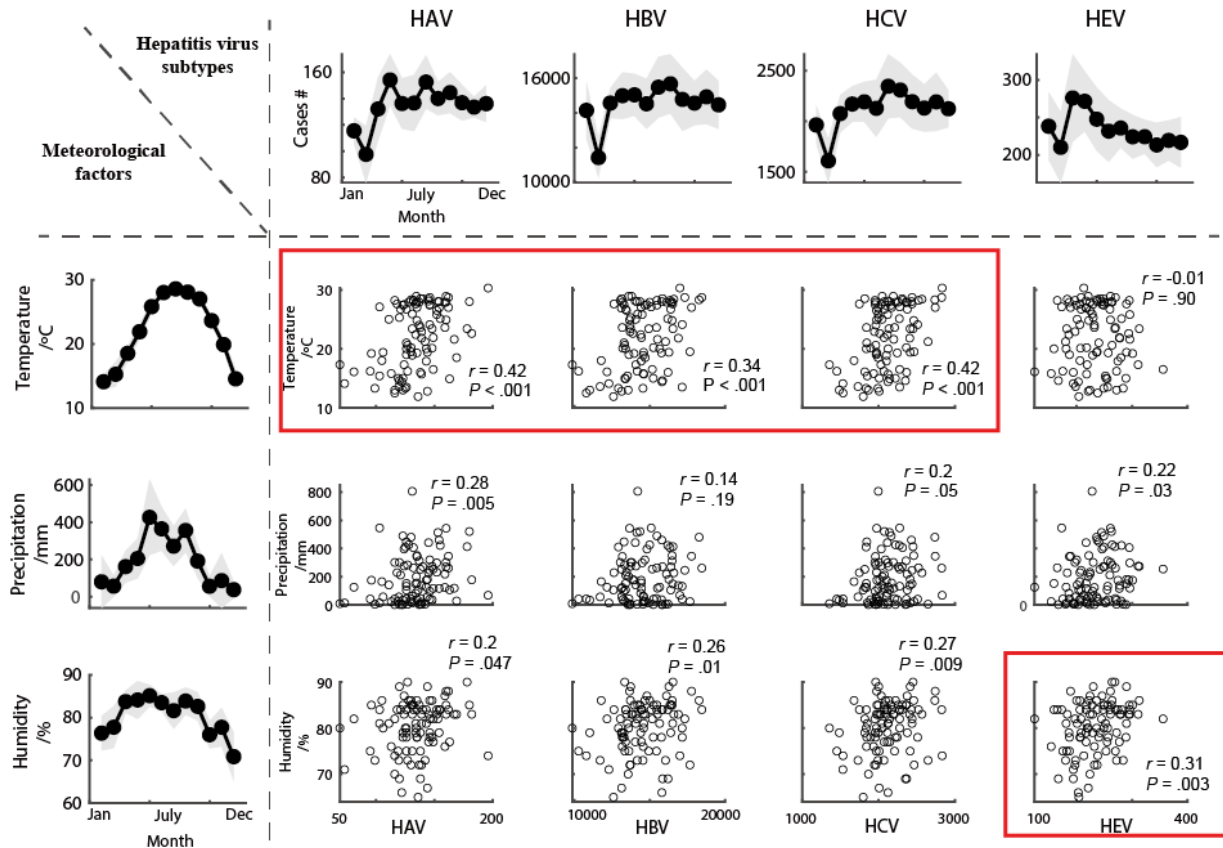 HAV HBV HCV HEV
Hepatitis virus
subtypes
Meteorological
factors
Cases #
160
80
Jan July Dec
Month
16000
10000
2500
1500
300
200
Temperature
/oC
30
20
10
Temperature
/oC
30
20
10
r = 0.42
P < .001
r = 0.34
P < .001
r = 0.42
P < .001
r = -0.01
P = .90
Precipitation
/mm
600
400
200
0
Precipitation
/mm
800
600
400
200
0
r = 0.28
P = .005
r = 0.14
P = .19
r = 0.2
P = .05
r = 0.22
P = .03
0
Humidity
/%
90
80
70
60
Jan July Dec
Month
Humidity
/%
90
80
70
r = 0.2
P = .047
r = 0.26
P = .01
r = 0.27
P = .009
r = 0.31
P = .003
50 HAV 200
10000 HBV 20000
1000 HCV 3000
100 HEV 400